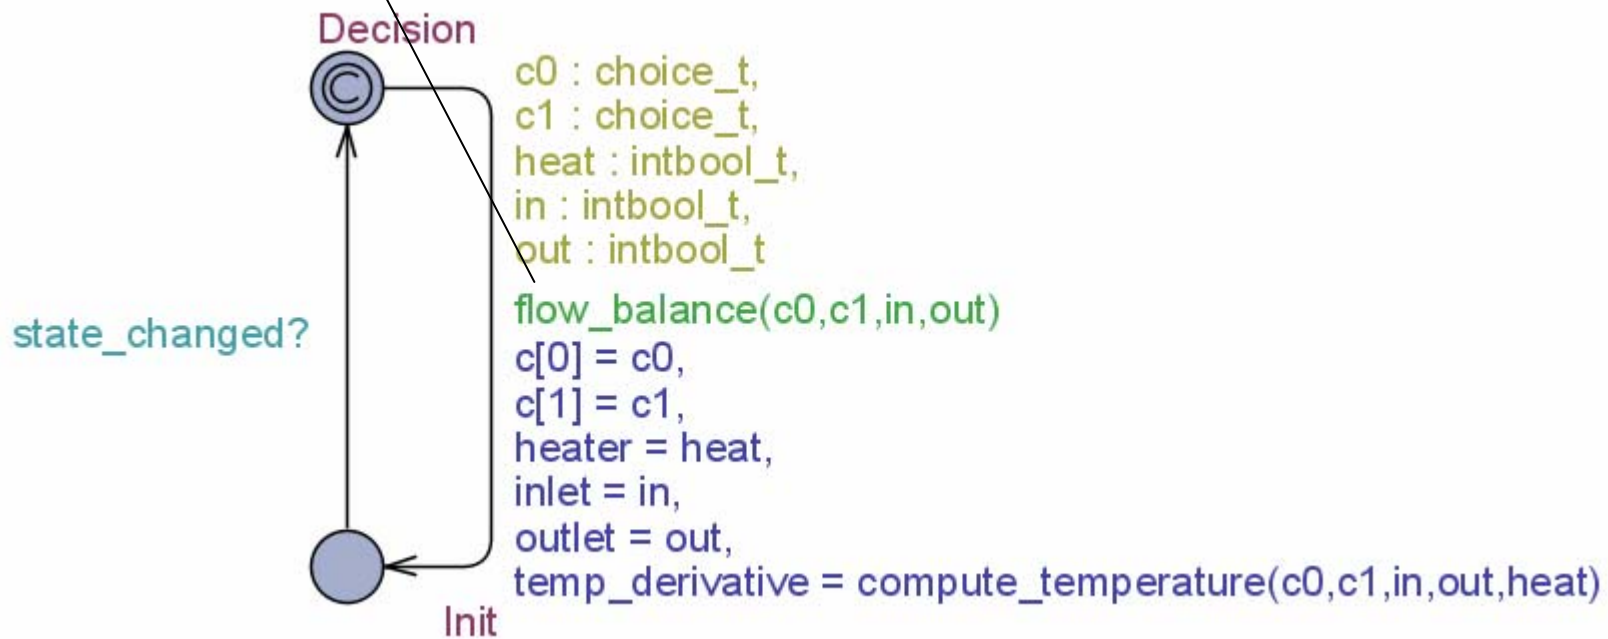 Decision
C
c0 : choice_t,
c1 : choice_t,
heat : intbool_t,
in : intbool_t,
out : intbool_t
flow_balance(c0,c1,in,out)
state_changed?
c[0] = c0,
c[1] = c1,
heater = heat,
inlet = in,
outlet = out,
temp_derivative = compute_temperature(c0,c1,in,out,heat)
Init